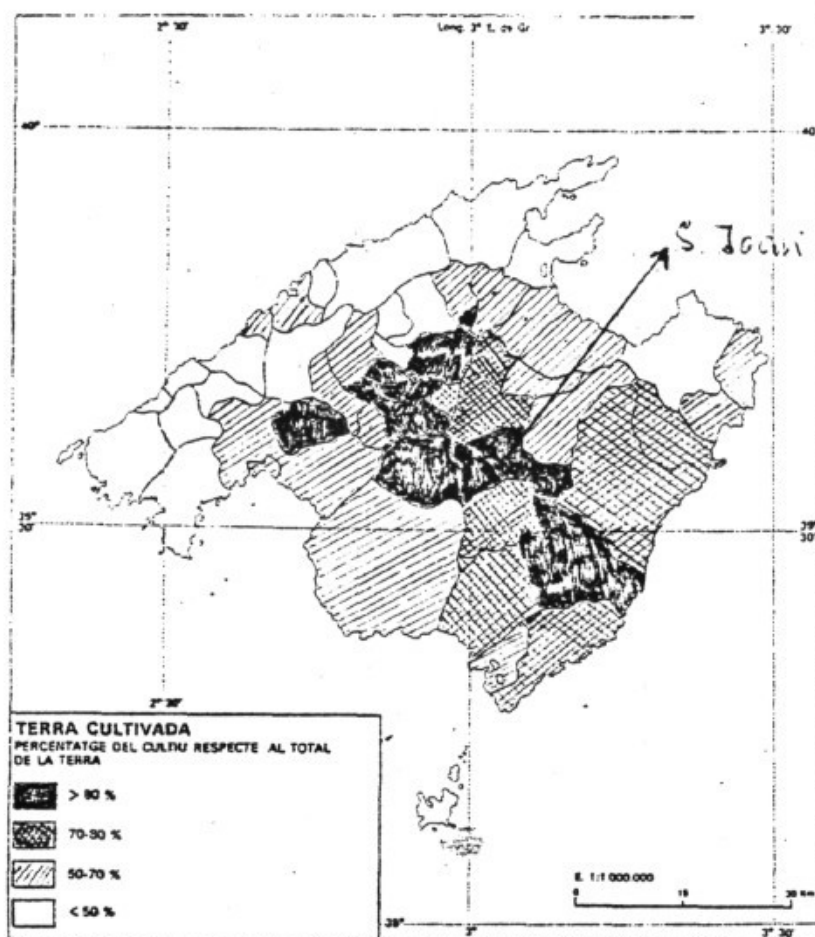 2° 30'
Long. 3° E. de Gr
3° 30'
40°
40
S. Joan
39°
30'
39
30'
2° 30'
TERRA CULTIVADA
PERCENTATGE DEL CULTIU RESPECTE AL TOTAL
DE LA TERRA
> 80 %
70-80 %
50-70 %
< 50 %
E. 1:1 000.000
0
15
30 Km
39°
3°
3° 30'